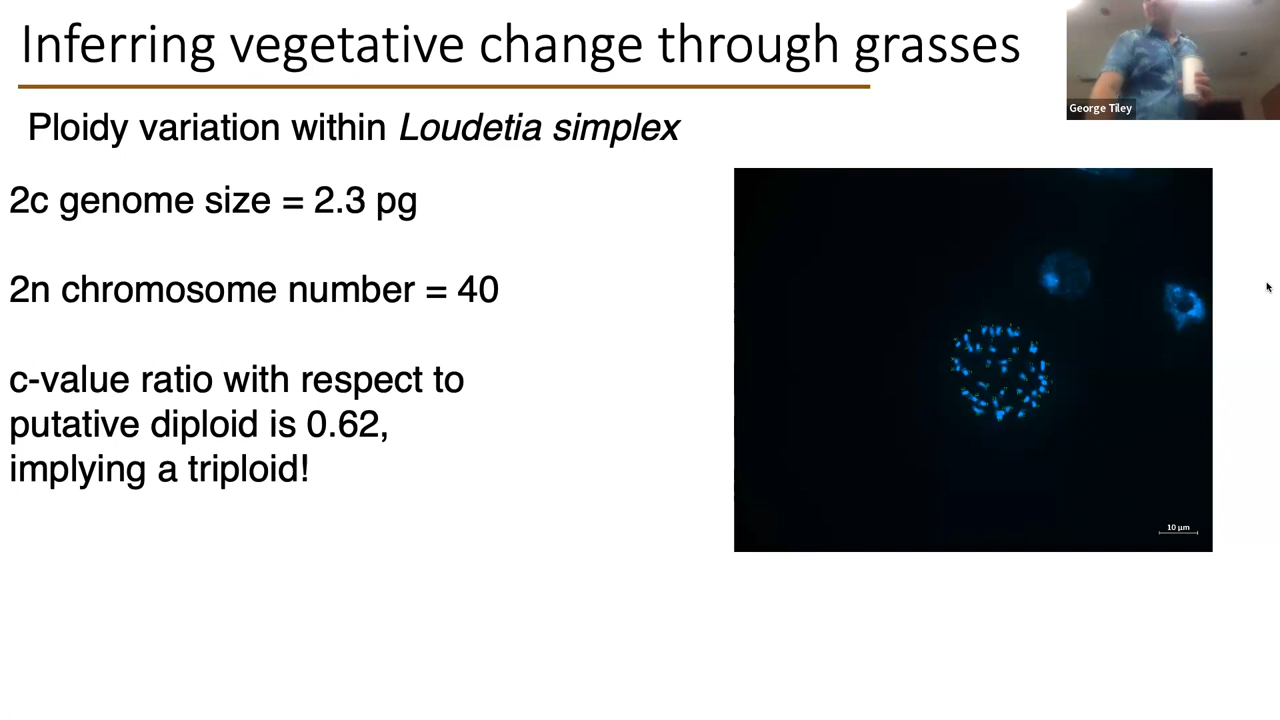 Inferring vegetative change through grasses
George Tiley
Ploidy variation within Loudetia simplex
2c genome size = 2.3 pg
2n chromosome number = 40
c-value ratio with respect to
putative diploid is 0.62,
implying a triploid!
10 µm